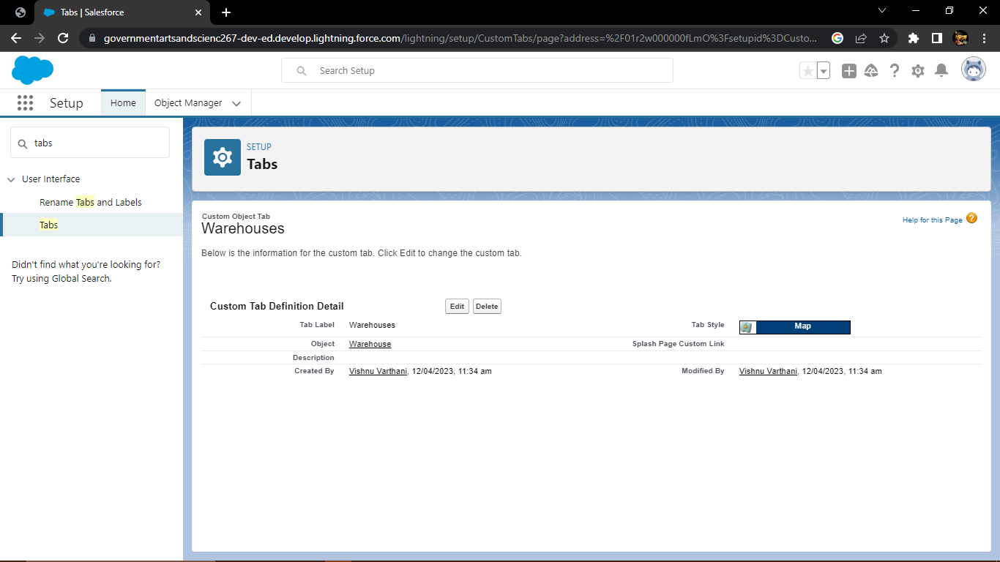 Tabs | Salesforce
governmentartsandscienc267-dev-ed.develop.lightning.force.com/lightning/setup/CustomTabs/page?address=%2F01r2w000000fLmO%3Fsetupid%3DCusto...
Search Setup
Setup
Home
Object Manager
tabs
User Interface
Rename Tabs and Labels
Tabs
Didn't find what you're looking for?
Try using Global Search.
SETUP
Tabs
Custom Object Tab
Warehouses
Help for this Page ?
Below is the information for the custom tab. Click Edit to change the custom tab.
Custom Tab Definition Detail Edit Delete
Tab Label Warehouses Tab Style Map
Object Warehouse Splash Page Custom Link
Description
Created By Vishnu Varthani, 12/04/2023, 11:34 am Modified By Vishnu Varthani, 12/04/2023, 11:34 am